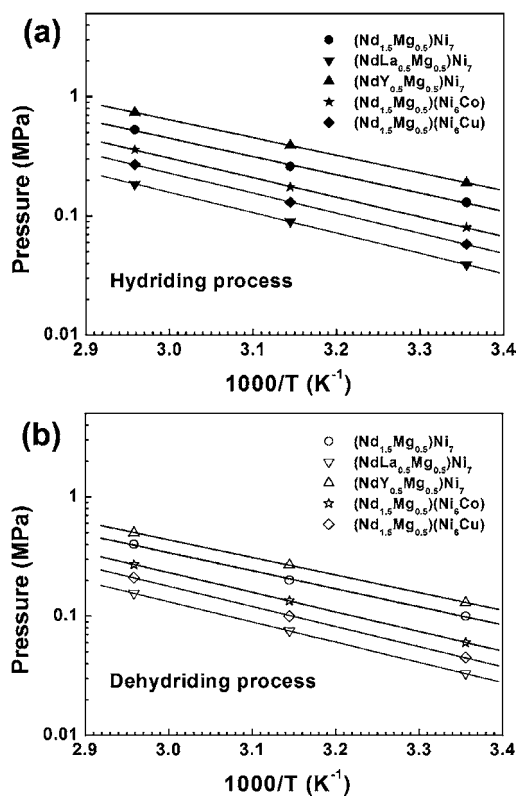 (a)
(Nd1.5Mg0.5)Ni7
(NdLa0.5Mg0.5)Ni7
(NdY0.5Mg0.5)Ni7
(Nd1.5Mg0.5)(Ni6Co)
(Nd1.5Mg0.5)(Ni6Cu)
1
0.1
0.01
Pressure (MPa)
Hydriding process
2.9 3.0 3.1 3.2 3.3 3.4
1000/T (K-1)
(b)
(Nd1.5Mg0.5)Ni7
(NdLa0.5Mg0.5)Ni7
(NdY0.5Mg0.5)Ni7
(Nd1.5Mg0.5)(Ni6Co)
(Nd1.5Mg0.5)(Ni6Cu)
1
0.1
0.01
Pressure (MPa)
Dehydriding process
2.9 3.0 3.1 3.2 3.3 3.4
1000/T (K-1)